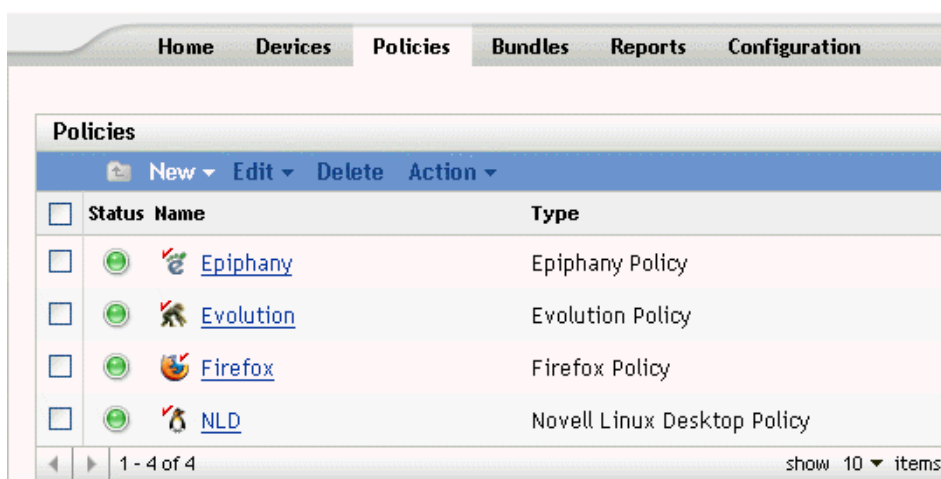 Home Devices Policies Bundles Reports Configuration
Policies
New Edit Delete Action
Status Name Type
Epiphany Epiphany Policy
Evolution Evolution Policy
Firefox Firefox Policy
NLD Novell Linux Desktop Policy
1 - 4 of 4 show 10 items